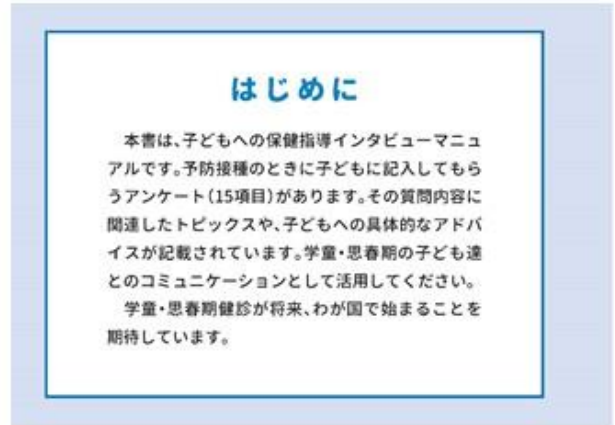 はじめに
本書は、子どもへの保健指導インタビューマニュ
アルです。予防接種のときに子どもに記入してもら
うアンケート（15項目）があります。その質問内容に
関連したトピックスや、子どもへの具体的なアドバ
イスが記載されています。学童・思春期の子ども達
とのコミュニケーションとして活用してください。
学童・思春期健診が将来、わが国で始まることを
期待しています。